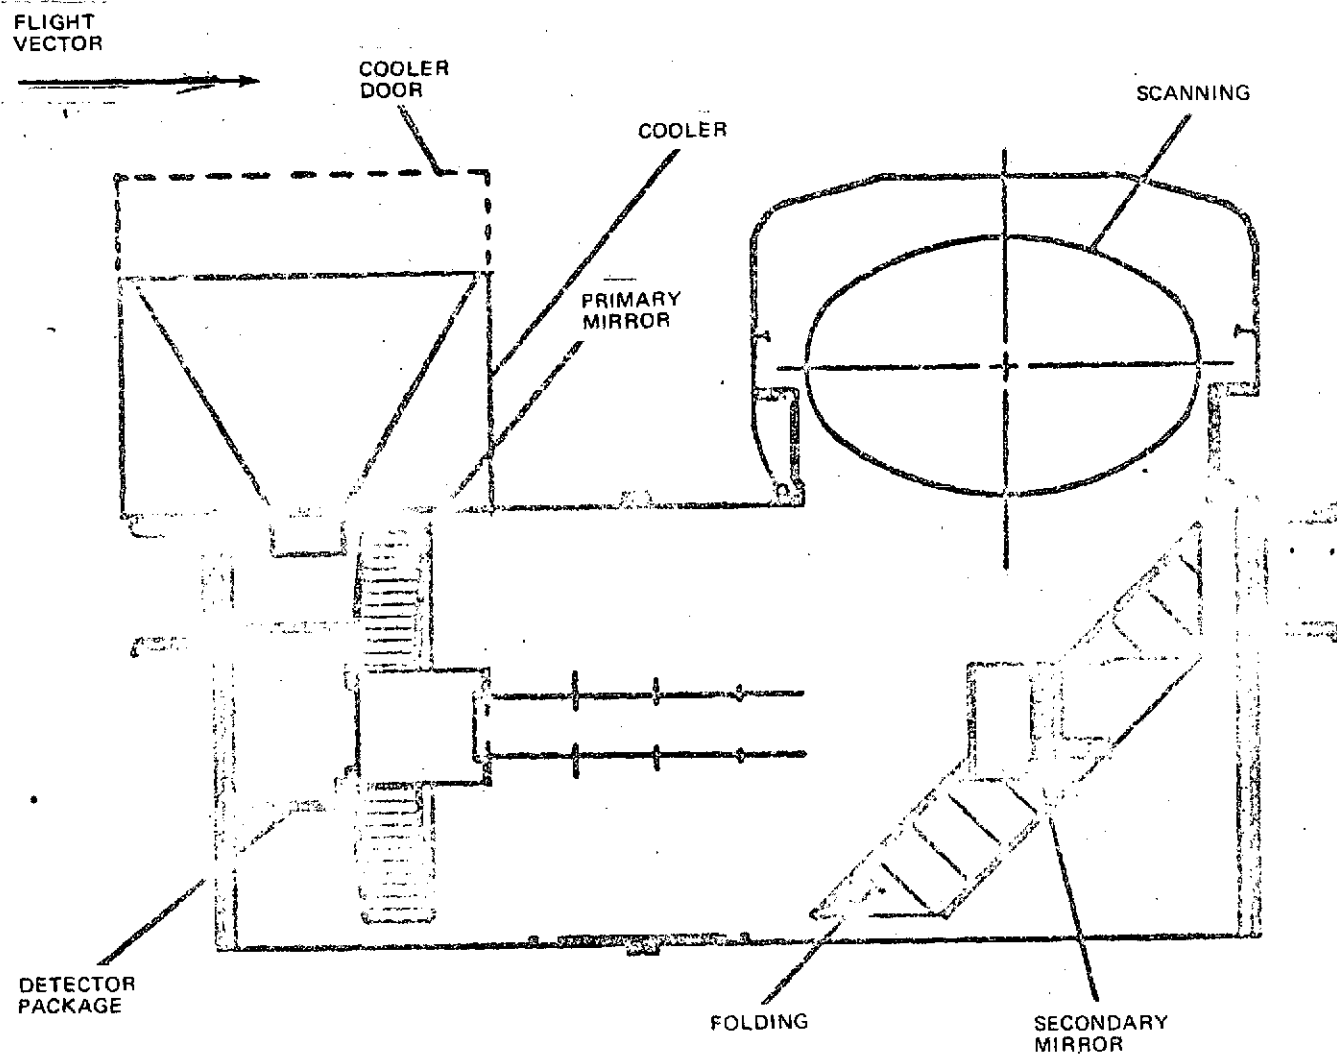 FLIGHT
VECTOR
COOLER
DOOR
COOLER
SCANNING
PRIMARY
MIRROR
DETECTOR
PACKAGE
FOLDING
SECONDARY
MIRROR